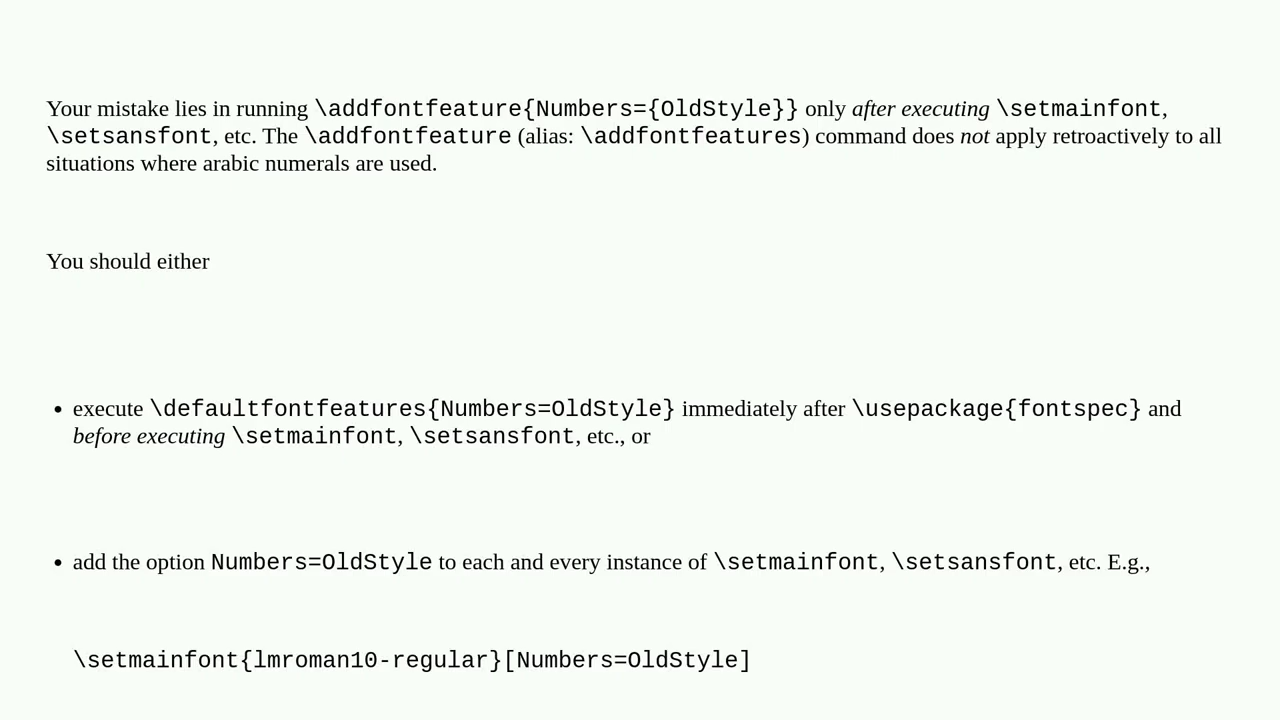 Your mistake lies in running \addfontfeature{Numbers={OldStyle}} only after executing \setmainfont,
\setsansfont, etc. The \addfontfeature (alias: \addfontfeatures) command does not apply retroactively to all
situations where arabic numerals are used.
You should either
• execute \defaultfontfeatures{Numbers=OldStyle} immediately after \usepackage{fontspec} and
before executing \setmainfont, \setsansfont, etc., or
• add the option Numbers=OldStyle to each and every instance of \setmainfont, \setsansfont, etc. E.g.,
\setmainfont{lmroman10-regular}[Numbers=OldStyle]